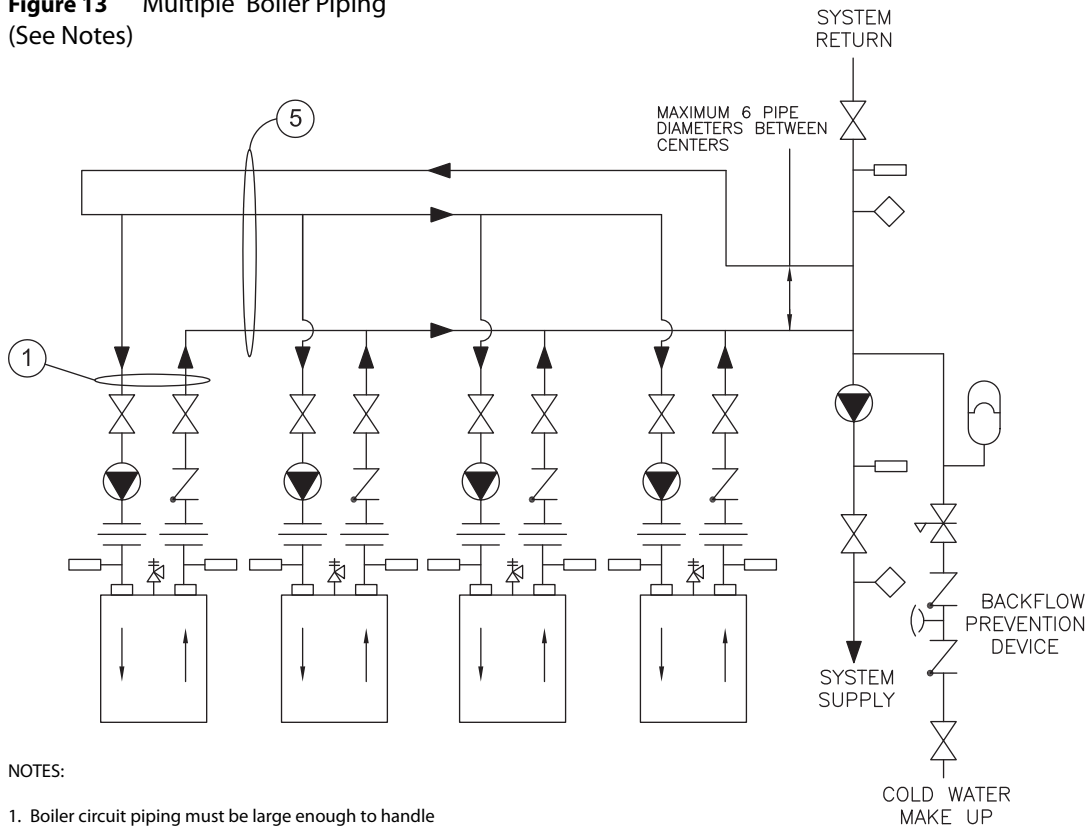 Figure 13 Multiple Boiler Piping
(See Notes)
SYSTEM
RETURN
5
MAXIMUM 6 PIPE
DIAMETERS BETWEEN
CENTERS
1
BACKFLOW
PREVENTION
DEVICE
SYSTEM
SUPPLY
COLD WATER
MAKE UP
NOTES:
1. Boiler circuit piping must be large enough to handle